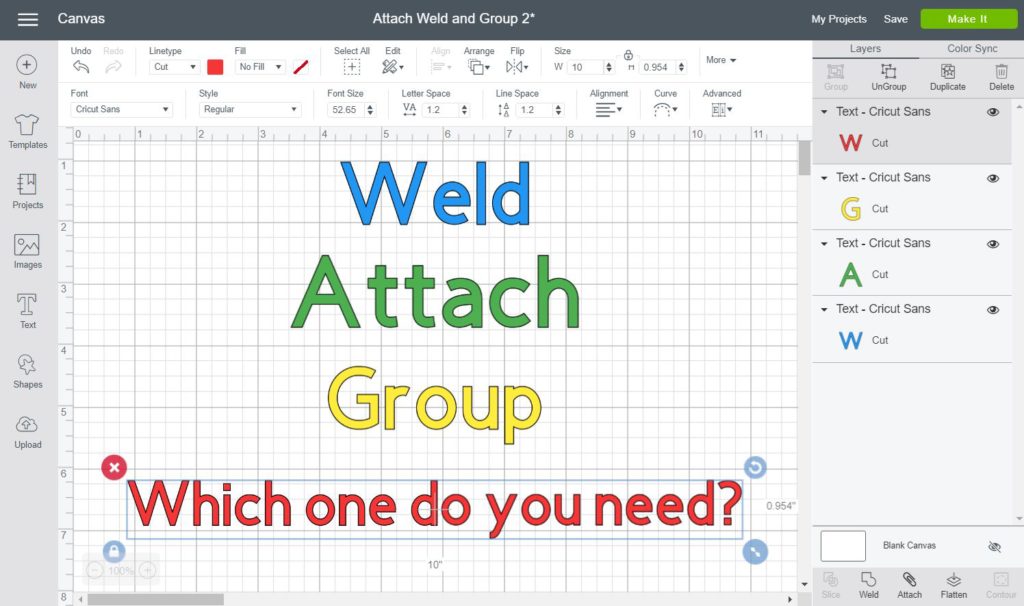 Canvas Attach Weld and Group 2* My Projects Save Make It
Undo Redo Linetype Fill Select All Edit Align Arrange Flip Size
Cut No Fill W 10 H 0.954 More
Font Style Font Size Letter Space Line Space Alignment Curve Advanced
Cricut Sans Regular 52.65 VA 1.2 1.2
New
Templates
Projects
Images
Text
Shapes
Upload
0 1 2 3 4 5 6 7 8 9 10 11
1
2
3
4
5
6
7
8
Weld
Attach
Group
Which one do you need?
0.954"
10"
100%
Layers Color Sync
Group UnGroup Duplicate Delete
Text - Cricut Sans
W Cut
Text - Cricut Sans
G Cut
Text - Cricut Sans
A Cut
Text - Cricut Sans
W Cut
Blank Canvas
Slice Weld Attach Flatten Contour